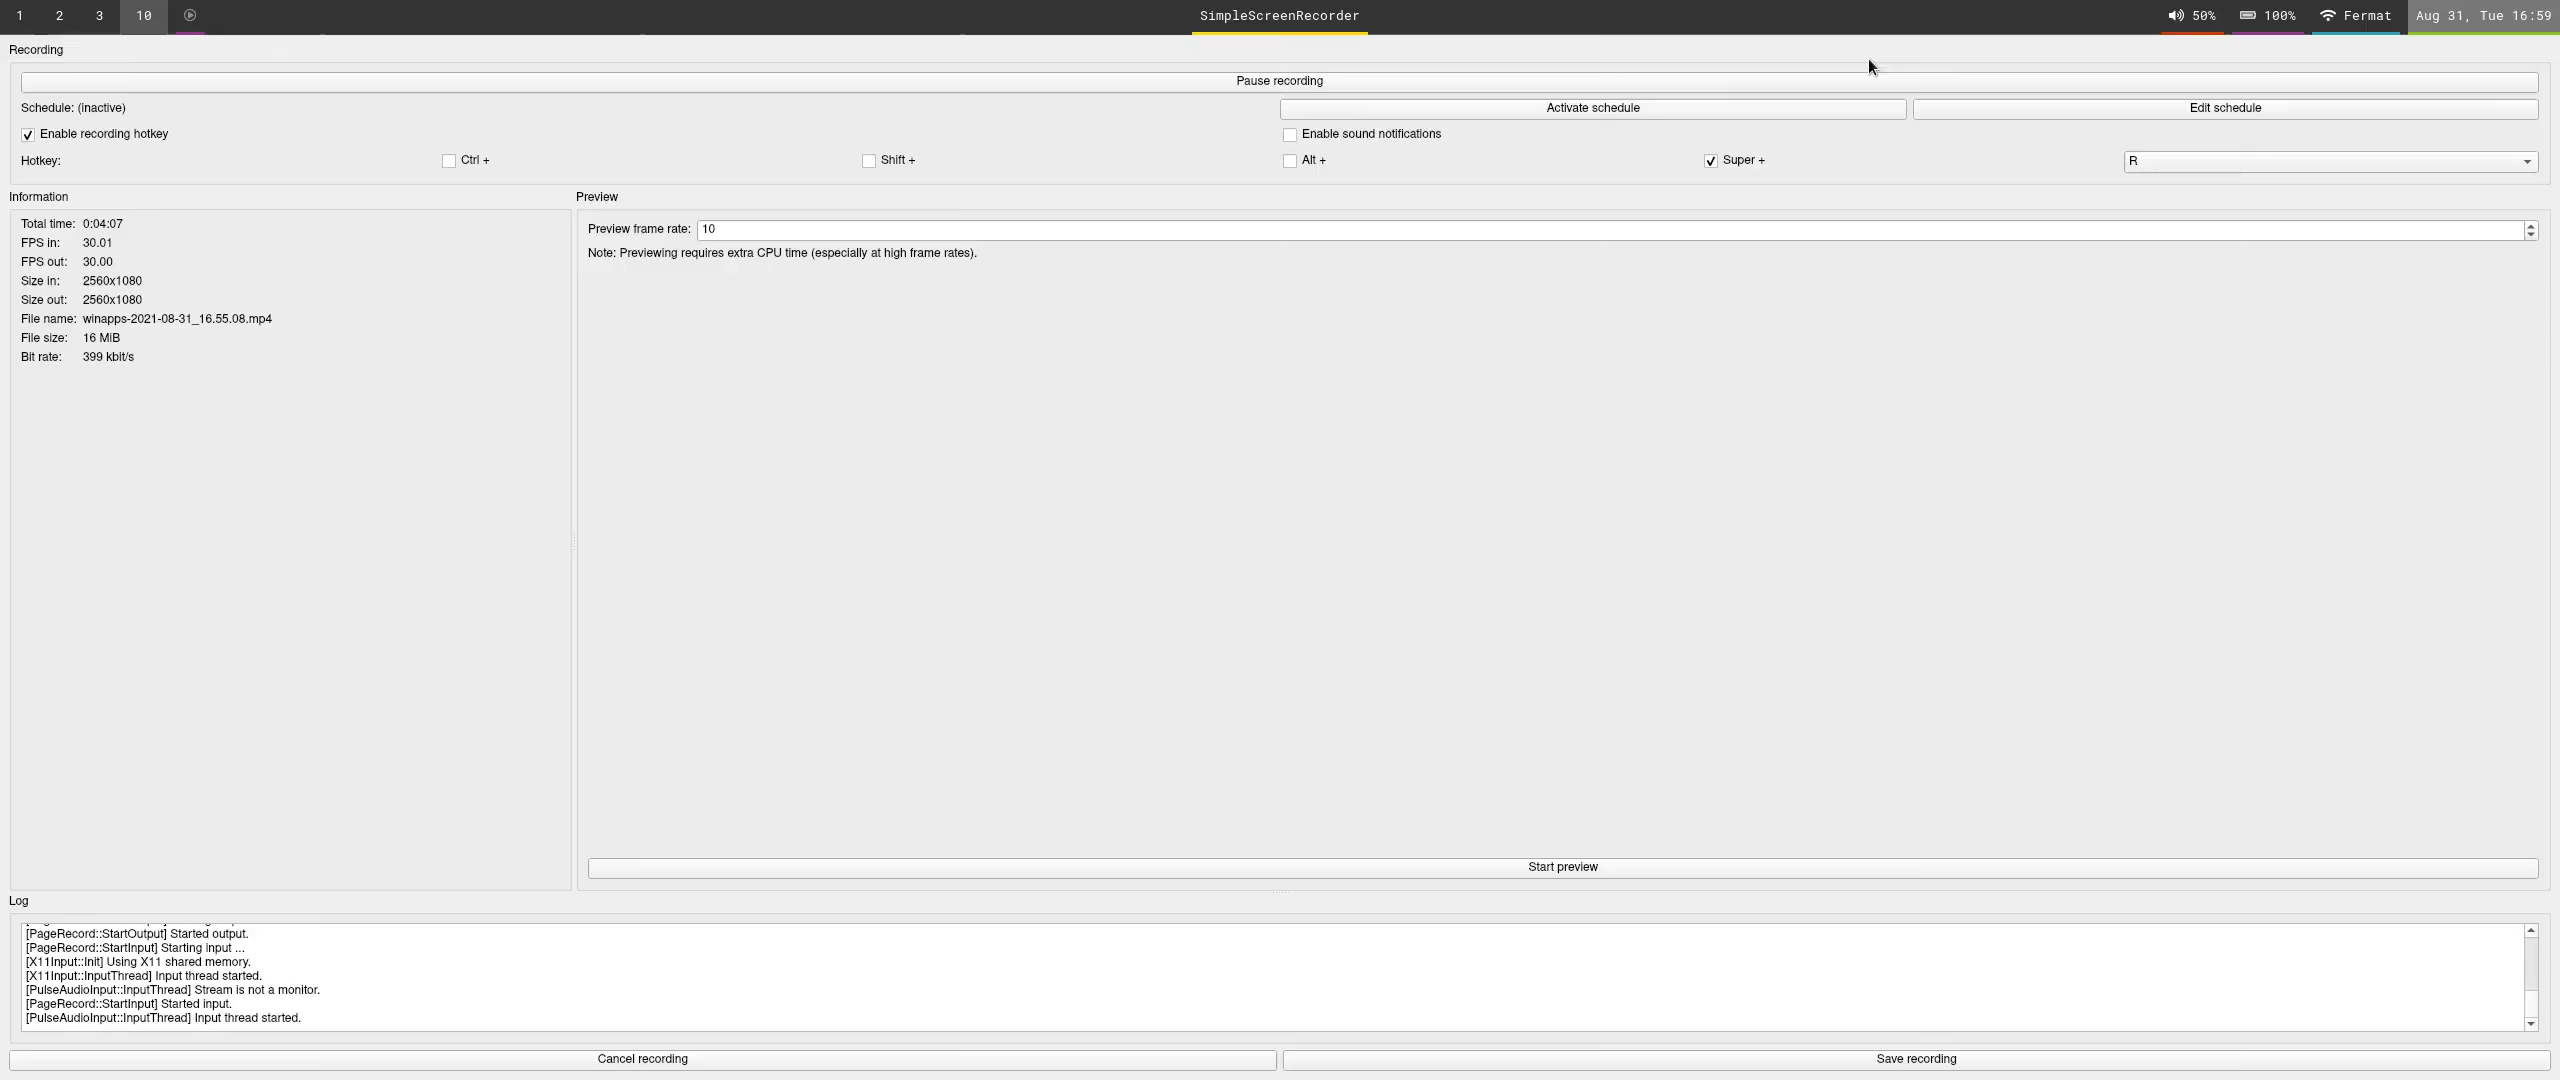 1 2 3 10 SimpleScreenRecorder 50% 100% Fermat Aug 31, Tue 16:59
Recording
Pause recording
Schedule: (inactive) Activate schedule Edit schedule
Enable recording hotkey Enable sound notifications
Hotkey: Ctrl + Shift + Alt + Super + R
Information Preview
Total time: 0:04:07
FPS in: 30.01
FPS out: 30.00
Size in: 2560x1080
Size out: 2560x1080
File name: winapps-2021-08-31_16.55.08.mp4
File size: 16 MiB
Bit rate: 399 kbit/s
Preview frame rate: 10
Note: Previewing requires extra CPU time (especially at high frame rates).
Start preview
Log
[PageRecord::StartOutput] Started output.
[PageRecord::StartInput] Starting input ...
[X11Input::Init] Using X11 shared memory.
[X11Input::InputThread] Input thread started.
[PulseAudioInput::InputThread] Stream is not a monitor.
[PageRecord::StartInput] Started input.
[PulseAudioInput::InputThread] Input thread started.
Cancel recording Save recording